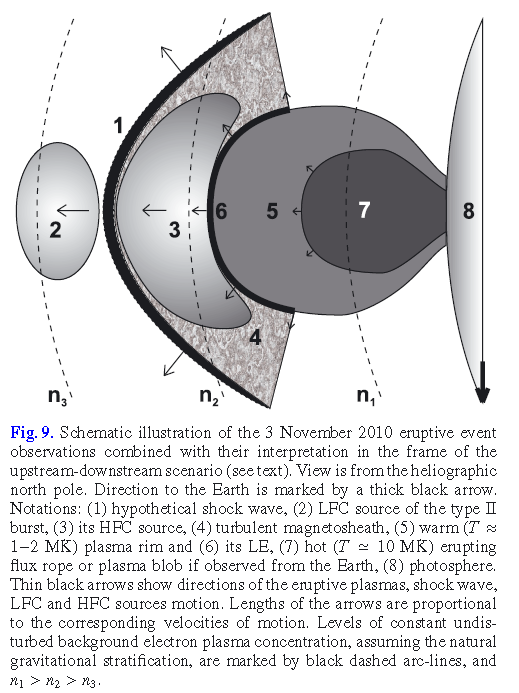 1
2
3
6
5
7
8
4
n₃
n₂
n₁
Fig. 9. Schematic illustration of the 3 November 2010 eruptive event
observations combined with their interpretation in the frame of the
upstream-downstream scenario (see text). View is from the heliographic
north pole. Direction to the Earth is marked by a thick black arrow.
Notations: (1) hypothetical shock wave, (2) LFC source of the type II
burst, (3) its HFC source, (4) turbulent magnetosheath, (5) warm (T ≈
1–2 MK) plasma rim and (6) its LE, (7) hot (T ≃ 10 MK) erupting
flux rope or plasma blob if observed from the Earth, (8) photosphere.
Thin black arrows show directions of the eruptive plasmas, shock wave,
LFC and HFC sources motion. Lengths of the arrows are proportional
to the corresponding velocities of motion. Levels of constant undis-
turbed background electron plasma concentration, assuming the natural
gravitational stratification, are marked by black dashed arc-lines, and
n₁ > n₂ > n₃.